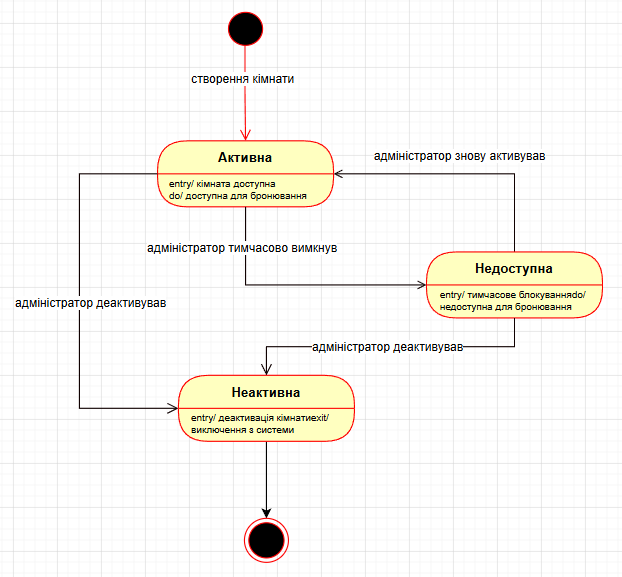 створення кімнати
Активна
entry/ кімната доступна
do/ доступна для бронювання
адміністратор знову активував
адміністратор тимчасово вимкнув
Недоступна
entry/ тимчасове блокуванняdo/
недоступна для бронювання
адміністратор деактивував
адміністратор деактивував
Неактивна
entry/ деактивація кімнатиexit/
виключення з системи